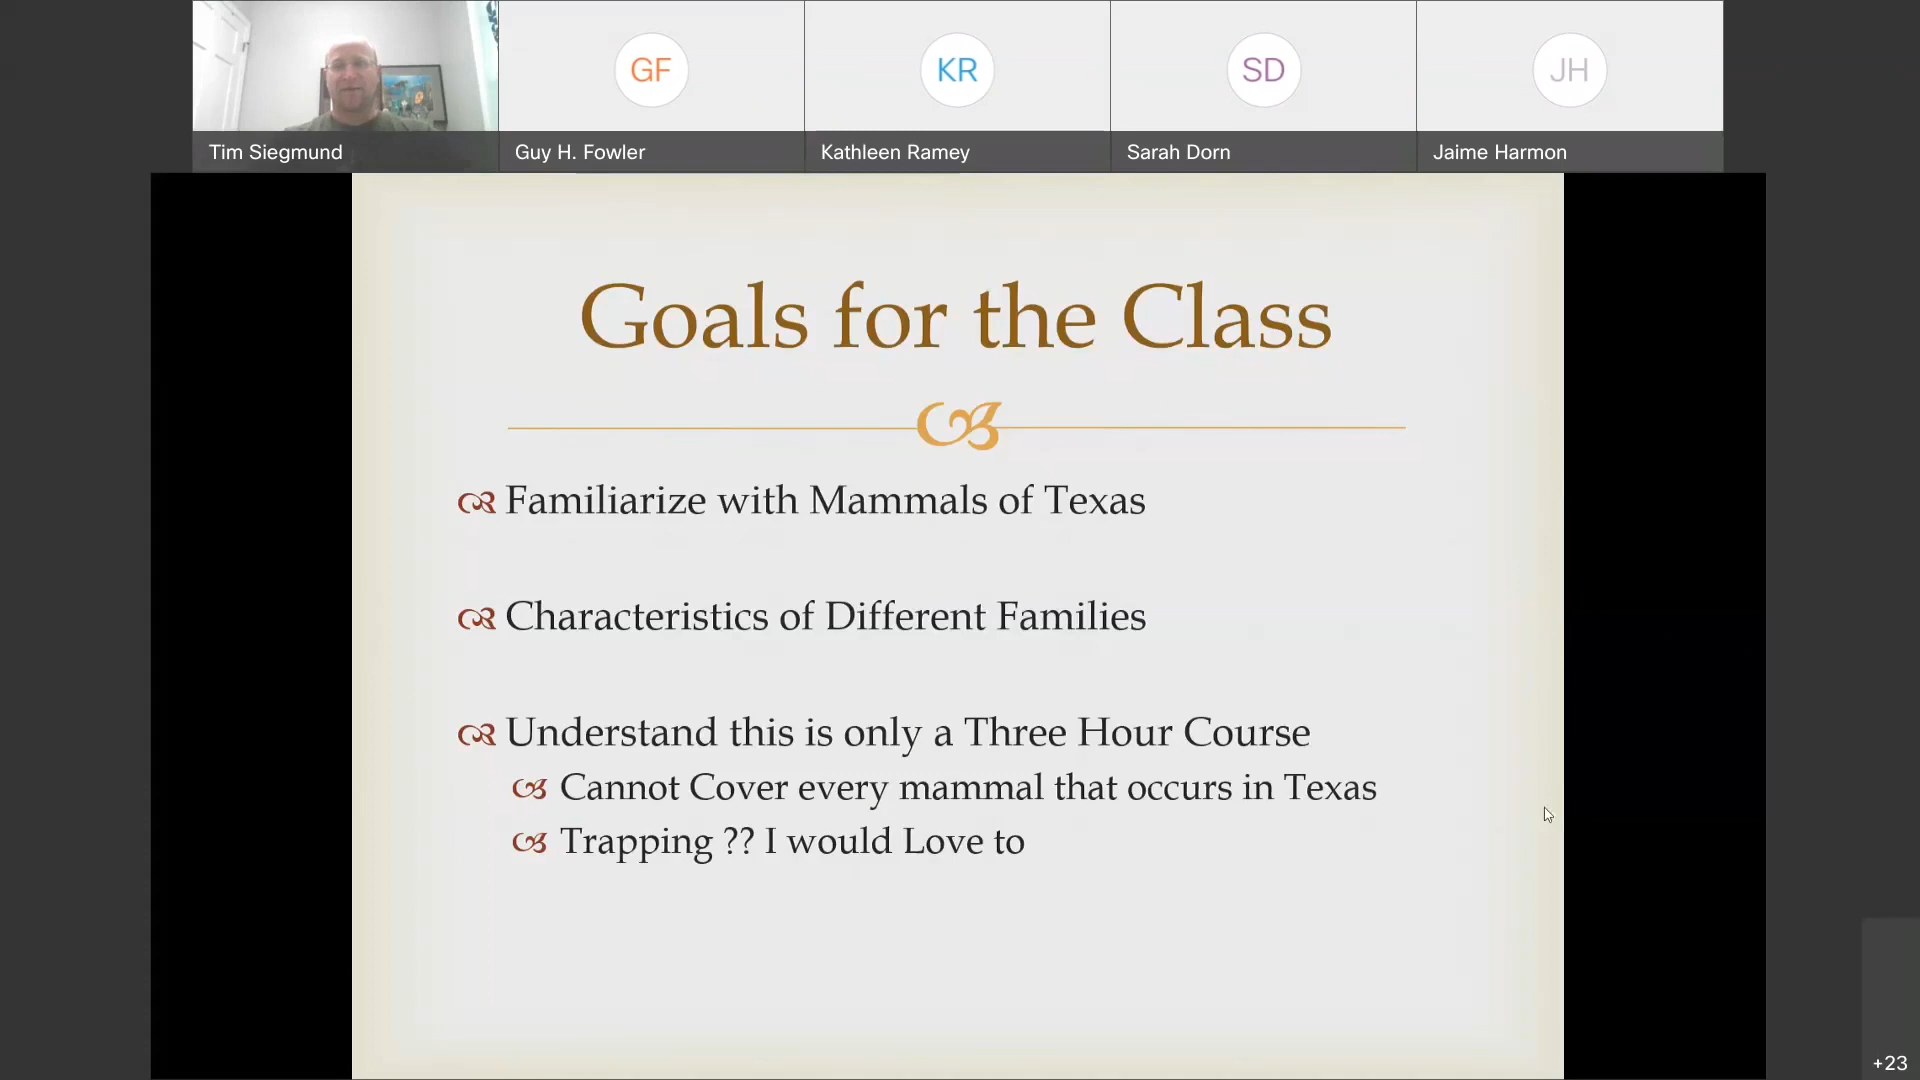 GF
KR
SD
JH
Tim Siegmund
Guy H. Fowler
Kathleen Ramey
Sarah Dorn
Jaime Harmon
Goals for the Class
Familiarize with Mammals of Texas
Characteristics of Different Families
Understand this is only a Three Hour Course
Cannot Cover every mammal that occurs in Texas
Trapping ?? I would Love to
+23